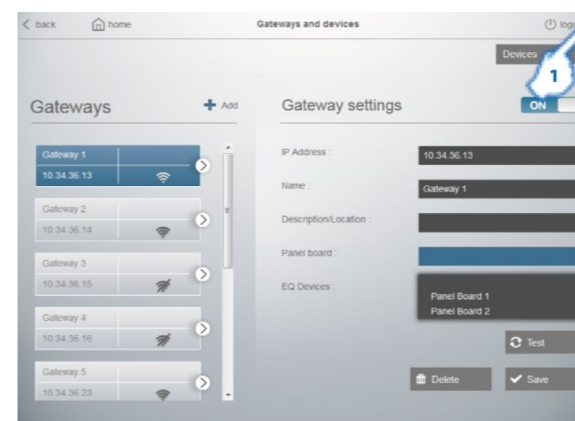 back
home
Gateways and devices
Devices
1
Gateways
Add
Gateway settings
ON
Gateway 1
10.34.36.13
Gateway 2
10.34.36.14
Gateway 3
10.34.36.15
Gateway 4
10.34.36.16
Gateway 5
10.34.36.23
IP Address :
10.34.36.13
Name :
Gateway 1
Description/Location :
Panel board :
EQ Devices :
Panel Board 1
Panel Board 2
Test
Delete
Save